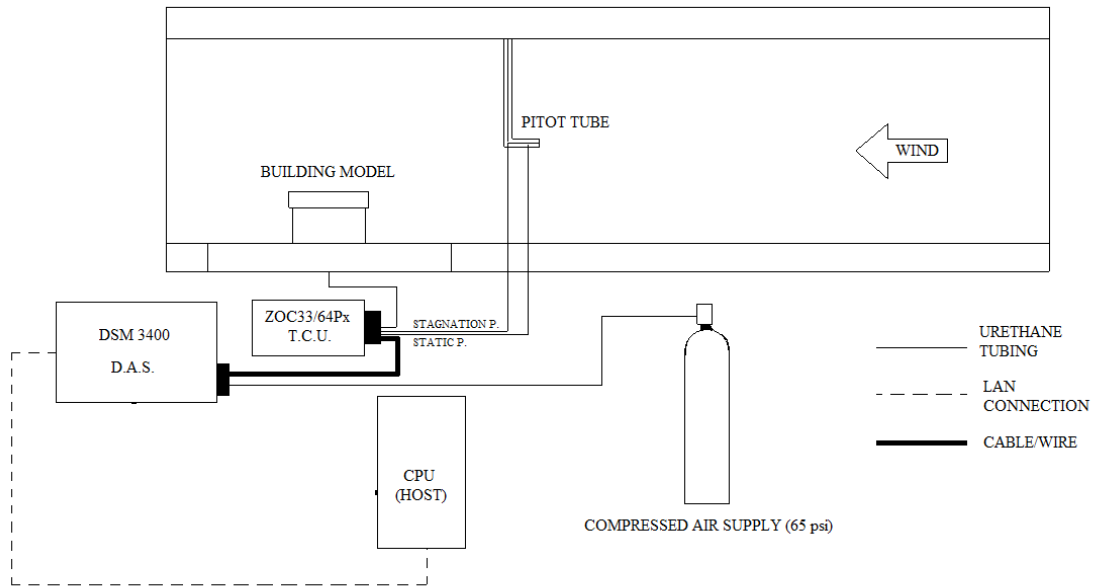 PITOT TUBE
WIND
BUILDING MODEL
ZOC33/64Px
T.C.U.
STAGNATION P.
STATIC P.
DSM 3400
D.A.S.
URETHANE
TUBING
LAN
CONNECTION
CABLE/WIRE
CPU
(HOST)
COMPRESSED AIR SUPPLY (65 psi)